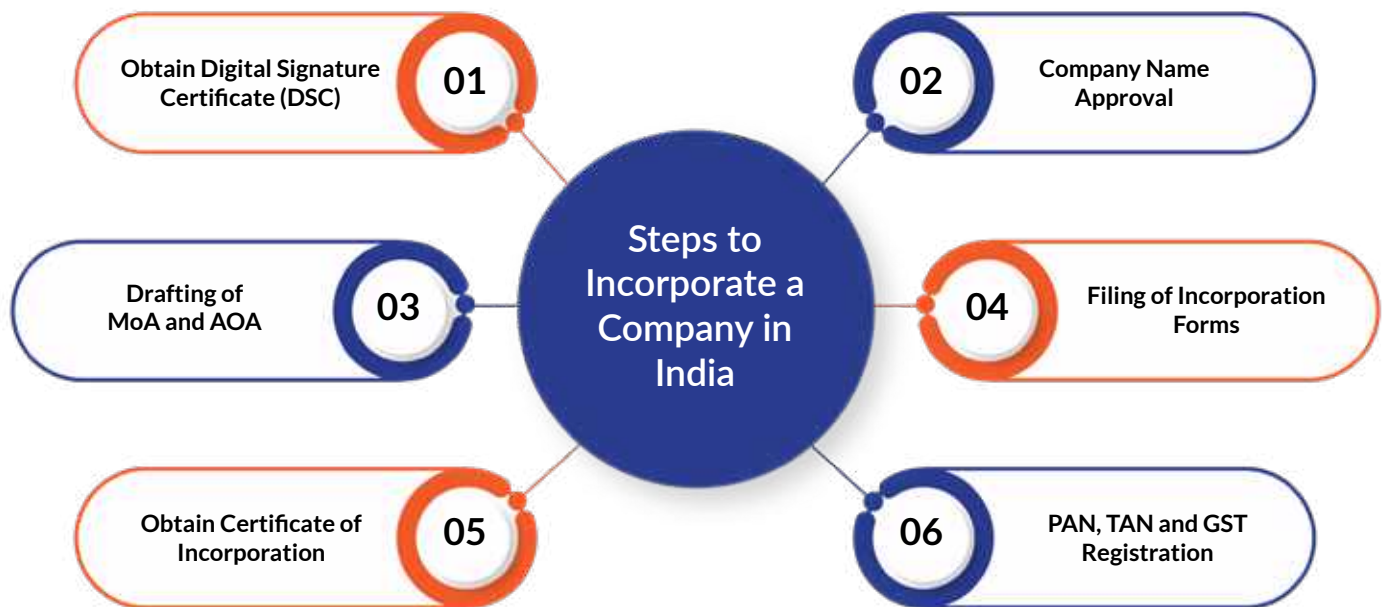 Obtain Digital Signature
Certificate (DSC)
01
02
Company Name
Approval
Steps to
Incorporate a
Company in
India
Drafting of
MoA and AOA
03
04
Filing of Incorporation
Forms
Obtain Certificate of
Incorporation
05
06
PAN, TAN and GST
Registration